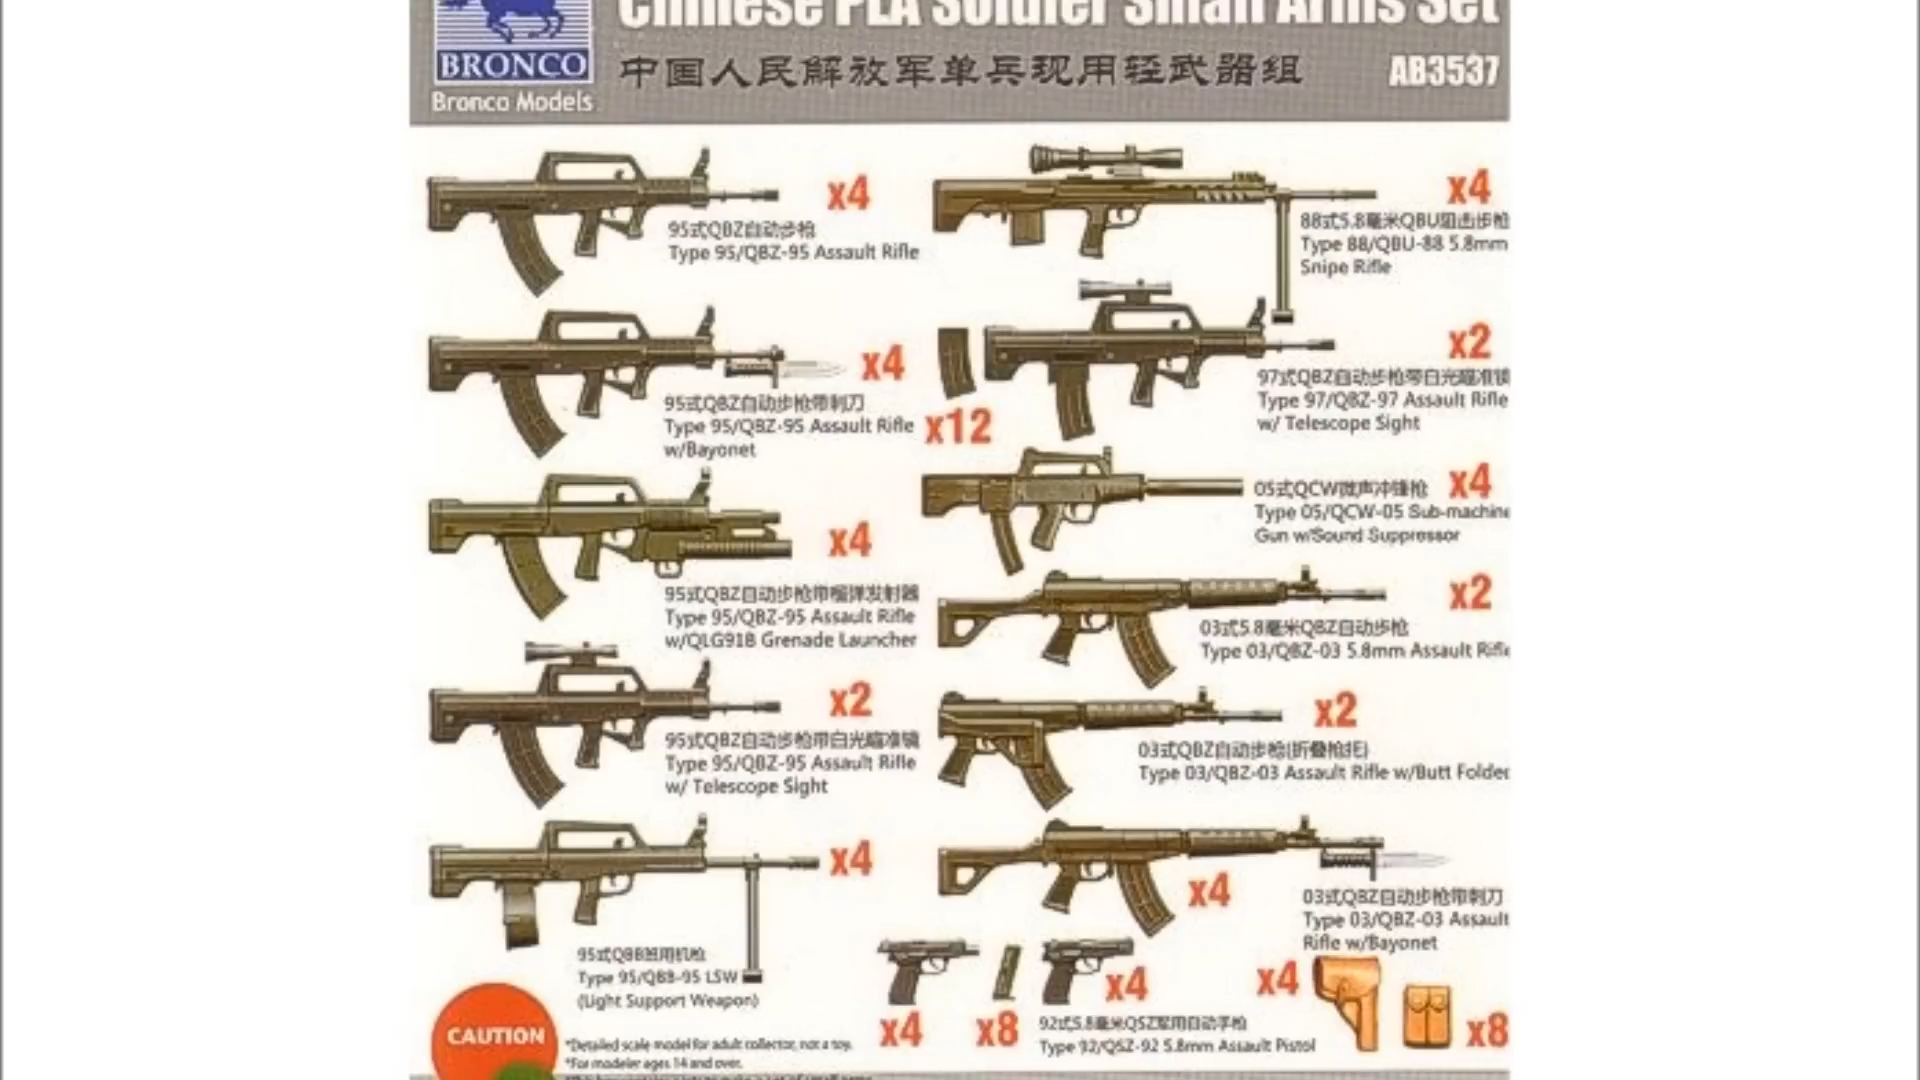 Chinese PLA Soldier Small Arms Set
BRONCO
中国人民解放军单兵现用轻武器组
AB3537
Bronco Models
x4
95式QBZ自动步枪
Type 95/QBZ-95 Assault Rifle
x4
88式5.8毫米QBU狙击步枪
Type 88/QBU-88 5.8mm
Snipe Rifle
x4
95式QBZ自动步枪带刺刀
Type 95/QBZ-95 Assault Rifle
w/Bayonet
x12
x2
97式QBZ自动步枪带白光瞄准镜
Type 97/QBZ-97 Assault Rifle
w/ Telescope Sight
x4
95式QBZ自动步枪带榴弹发射器
Type 95/QBZ-95 Assault Rifle
w/QLG91B Grenade Launcher
05式QCW微声冲锋枪 x4
Type 05/QCW-05 Sub-machine
Gun w/Sound Suppressor
x2
03式5.8毫米QBZ自动步枪
Type 03/QBZ-03 5.8mm Assault Rifle
x2
95式QBZ自动步枪带白光瞄准镜
Type 95/QBZ-95 Assault Rifle
w/ Telescope Sight
x2
03式QBZ自动步枪(折叠枪托)
Type 03/QBZ-03 Assault Rifle w/Butt Folded
x4
95式QBB班用机枪
Type 95/QBB-95 LSW
(Light Support Weapon)
x4
03式QBZ自动步枪带刺刀
Type 03/QBZ-03 Assault
Rifle w/Bayonet
x4
x8
x4
92式5.8毫米QSZ军用自动手枪
Type 92/QSZ-92 5.8mm Assault Pistol
x4
x8
CAUTION
*Detailed scale model for adult collector, not a toy.
*For modeler ages 14 and over.